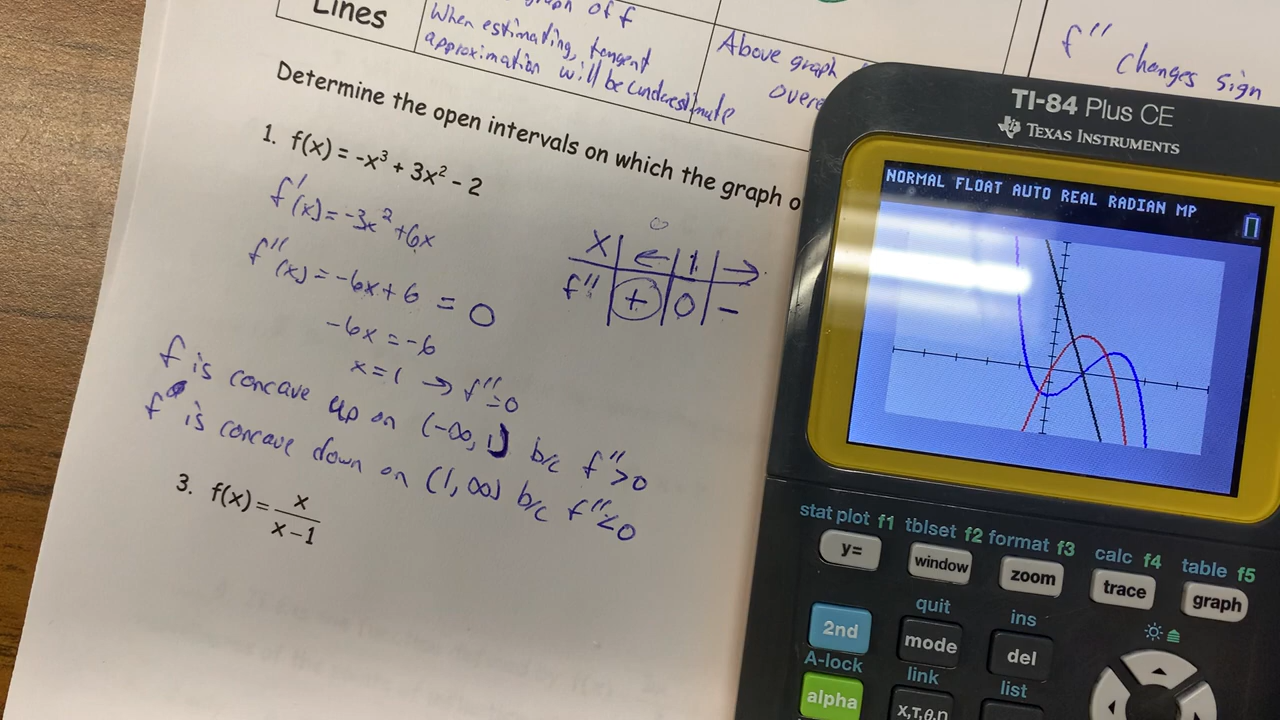 graph of f
Lines
When estimating, tangent
approximation will be underestimate
Above graph
f" changes sign
Determine the open intervals on which the graph o
1. f(x) = -x³ + 3x² - 2
f'(x) = -3x² + 6x
f"(x) = -6x + 6 = 0
-6x = -6
x = 1 → f" = 0
0
X ← 1 →
f" + 0 -
f is concave up on (-∞, 1) b/c f" > 0
f is concave down on (1, ∞) b/c f" < 0
3. f(x) = x/(x-1)
TI-84 Plus CE
TEXAS INSTRUMENTS
NORMAL FLOAT AUTO REAL RADIAN MP
stat plot f1 tblset f2 format f3 calc f4 table f5
y= window zoom trace graph
quit ins
2nd mode del
A-lock link list
alpha X,T,θ,n